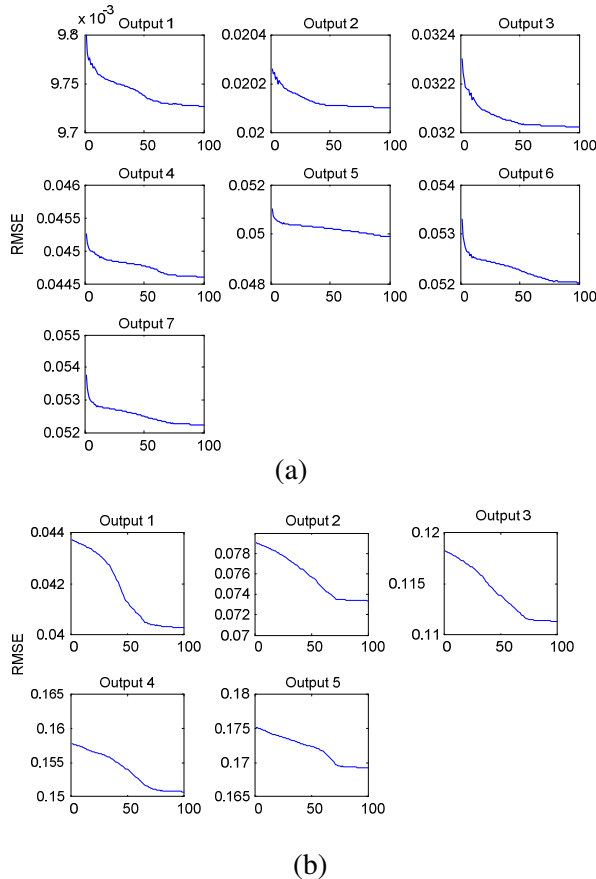 9.8 x 10⁻³ Output 1
9.75
9.7
0 50 100
Output 2
0.0204
0.0202
0.02
0 50 100
Output 3
0.0324
0.0322
0.032
0 50 100
RMSE
Output 4
0.046
0.0455
0.045
0.0445
0 50 100
Output 5
0.052
0.05
0.048
0 50 100
Output 6
0.054
0.053
0.052
0 50 100
Output 7
0.055
0.054
0.053
0.052
0 50 100
(a)
RMSE
Output 1
0.044
0.042
0.04
0 50 100
Output 2
0.078
0.076
0.074
0.072
0.07
0 50 100
Output 3
0.12
0.115
0.11
0 50 100
Output 4
0.165
0.16
0.155
0.15
0 50 100
Output 5
0.18
0.175
0.17
0.165
0 50 100
(b)